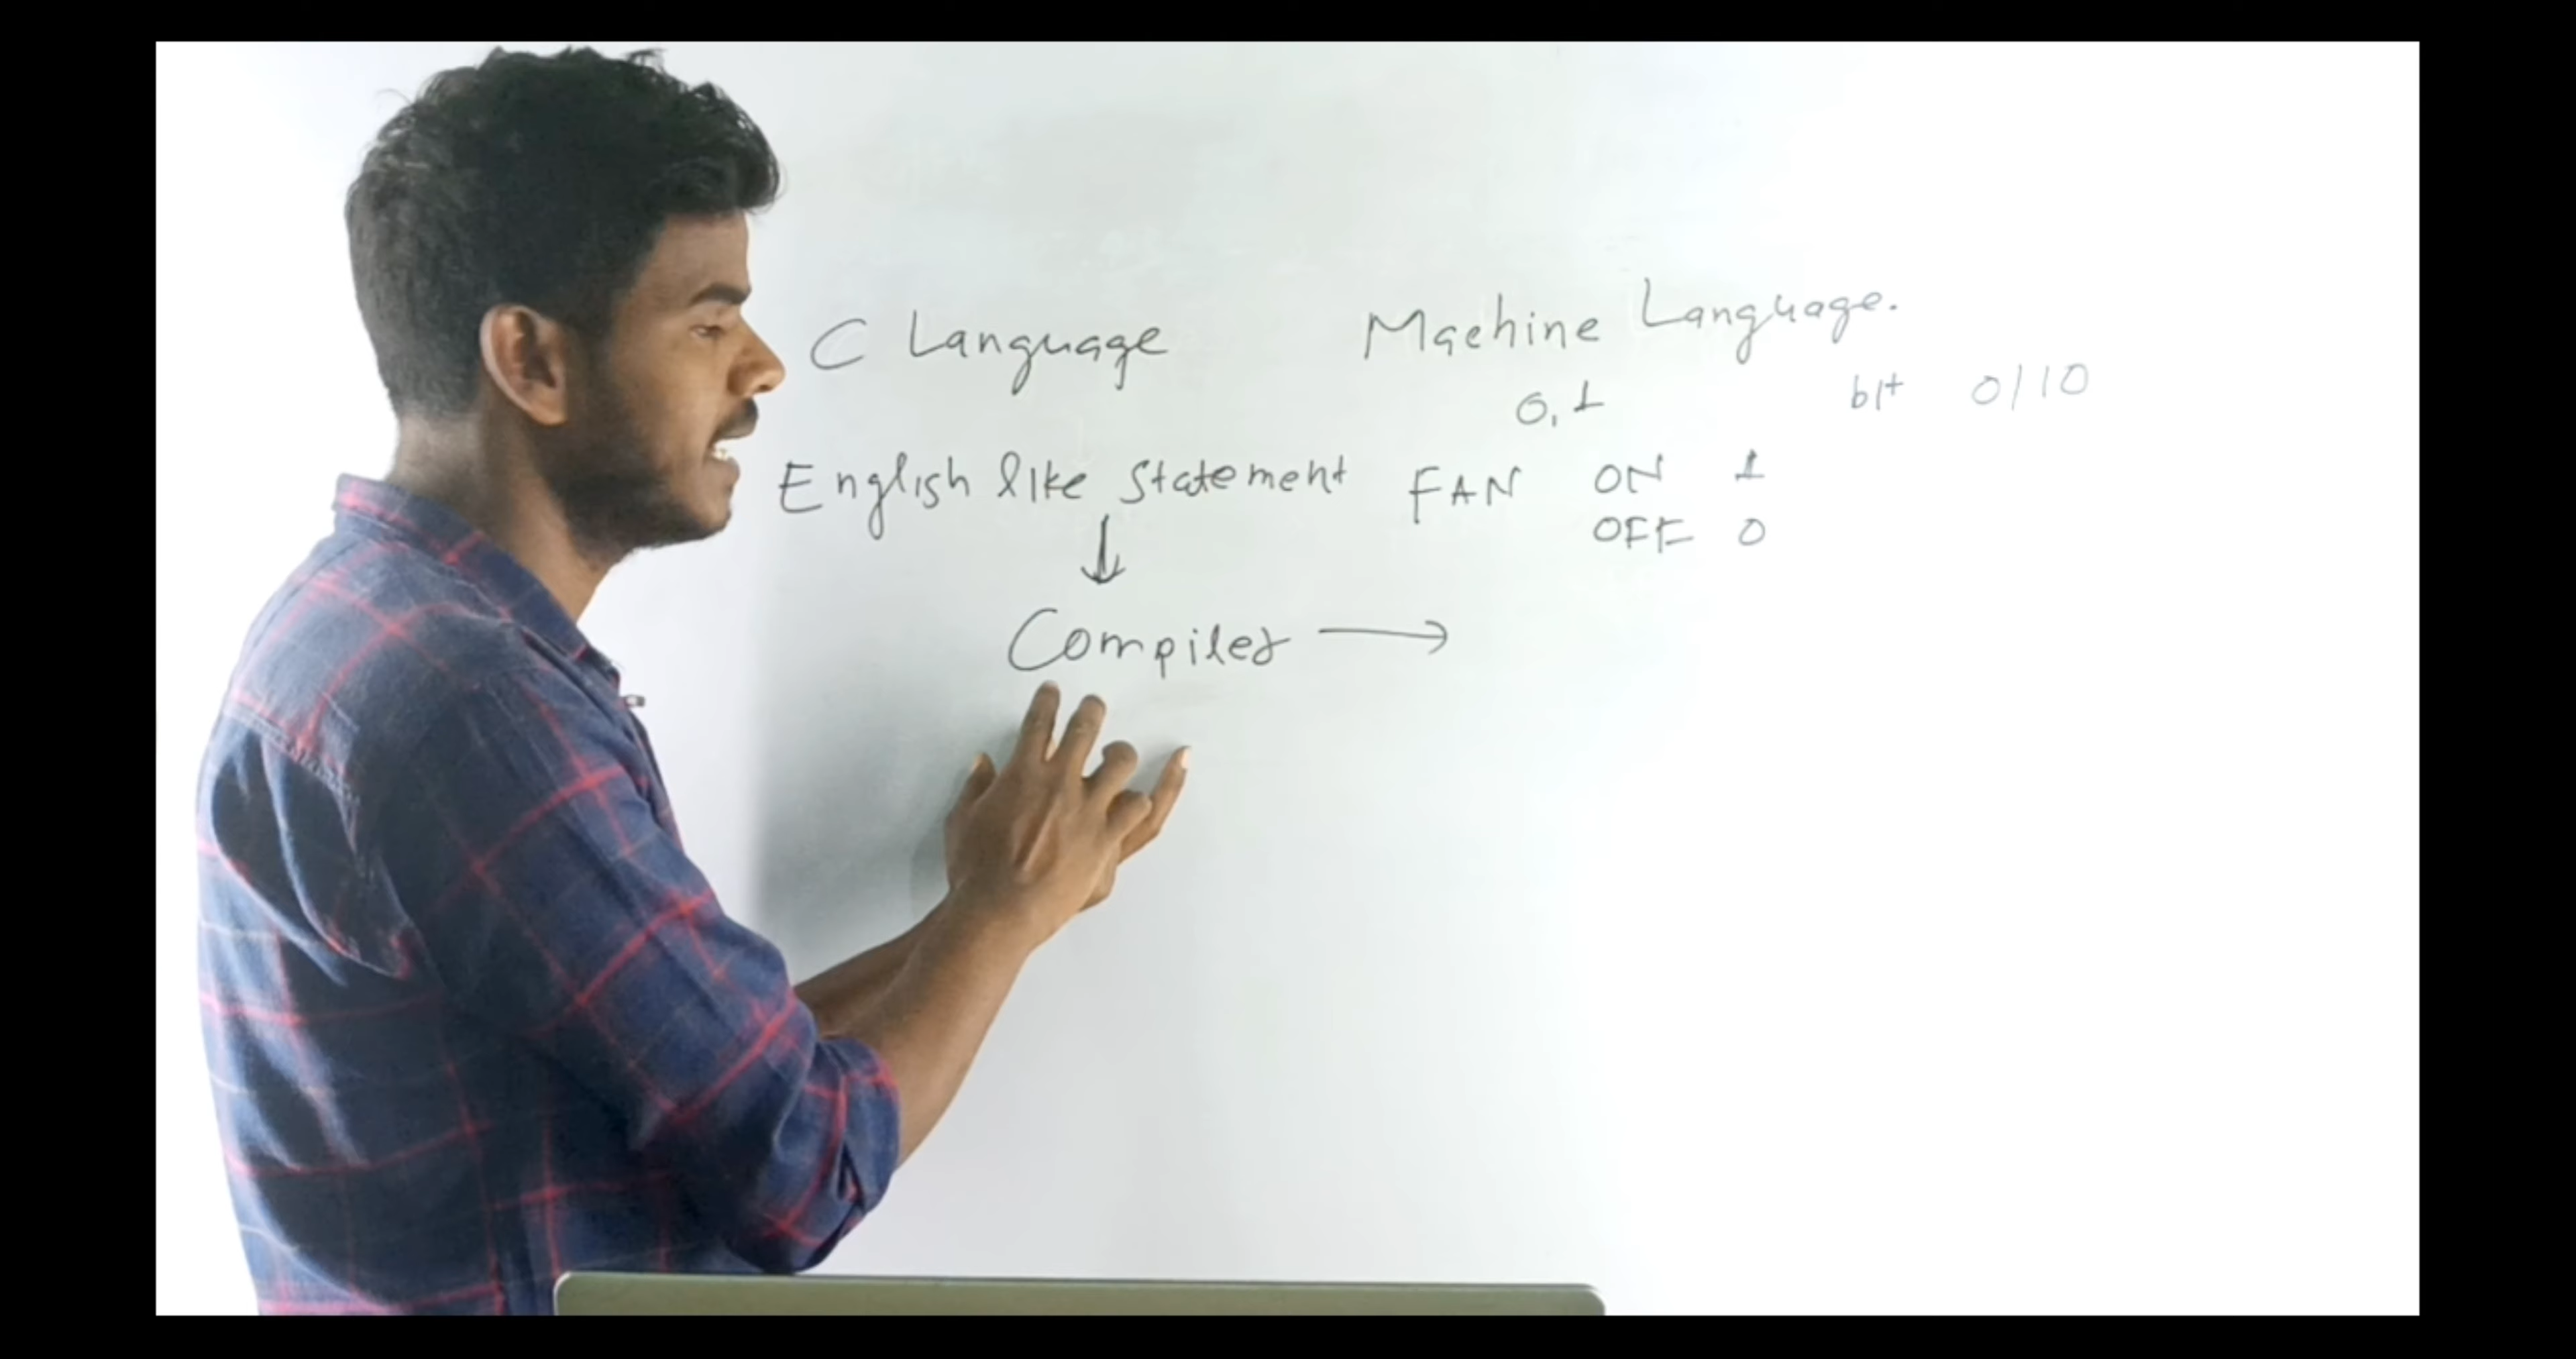 C Language Machine Language.
0, 1 bit 0110
English like Statement FAN ON 1
OFF 0
Compiler